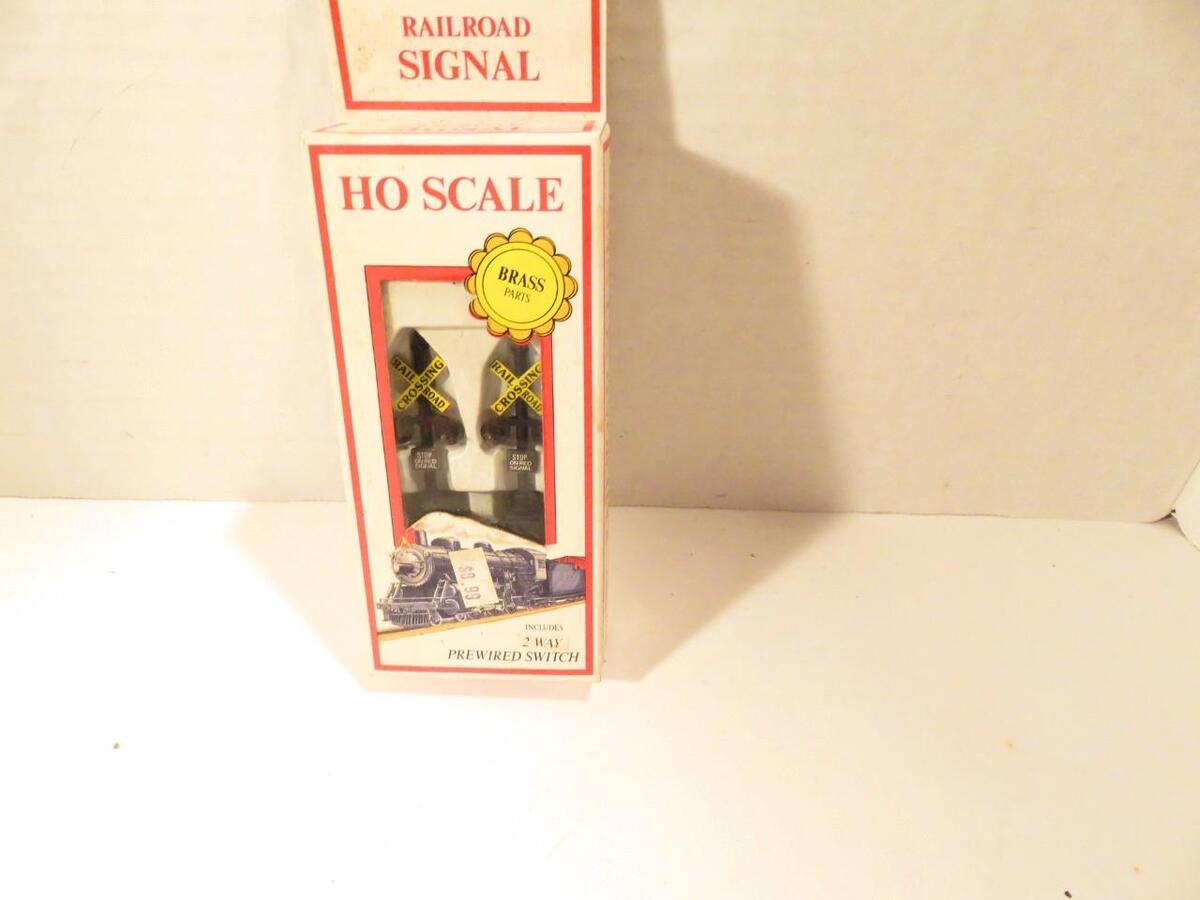 RAILROAD
SIGNAL
HO SCALE
BRASS
PARTS
RAIL CROSSING ROAD
RAIL CROSSING ROAD
STOP
ON RED
SIGNAL
STOP
ON RED
SIGNAL
INCLUDES
2 WAY
PREWIRED SWITCH